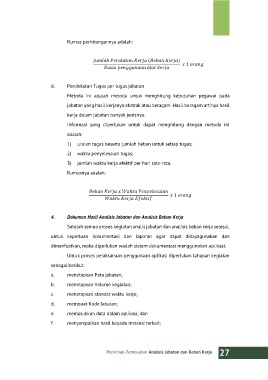 Rumus perhitungannya adalah:
Jumlah Peralatan Kerja (Beban Kerja)
Rasio penggunaan alat kerja x 1 orang
d. Pendekatan Tugas per tugas jabatan
Metoda ini adalah metoda untuk menghitung kebutuhan pegawai pada
jabatan yang hasil kerjanya abstrak atau beragam. Hasil beragam artinya hasil
kerja dalam jabatan banyak jenisnya.
Informasi yang diperlukan untuk dapat menghitung dengan metoda ini
adalah:
1) uraian tugas beserta jumlah beban untuk setiap tugas;
2) waktu penyelesaian tugas;
3) jumlah waktu kerja efektif per hari rata-rata.
Rumusnya adalah:
Beban Kerja x Waktu Penyelesaian
Waktu Kerja Efektif x 1 orang
4. Dokumen Hasil Analisis Jabatan dan Analisis Beban Kerja
Setelah semua proses kegiatan analisis jabatan dan analisis beban kerja selesai,
untuk keperluan dokumentasi dan laporan agar dapat didayagunakan dan
dimanfaatkan, maka diperlukan wadah sistem dokumentasi menggunakan aplikasi.
Untuk proses pelaksanaan penggunaan aplikasi diperlukan tahapan kegiatan
sebagai berikut:
a. menetapkan Peta Jabatan;
b. menetapkan Volume Kegiatan;
c. menetapkan standar waktu kerja;
d. membuat Kode Jabatan;
e. memasukkan data dalam aplikasi; dan
f. menyampaikan hasil kepada instansi terkait;
Pedoman Pembuatan Analisis Jabatan dan Beban Kerja 27